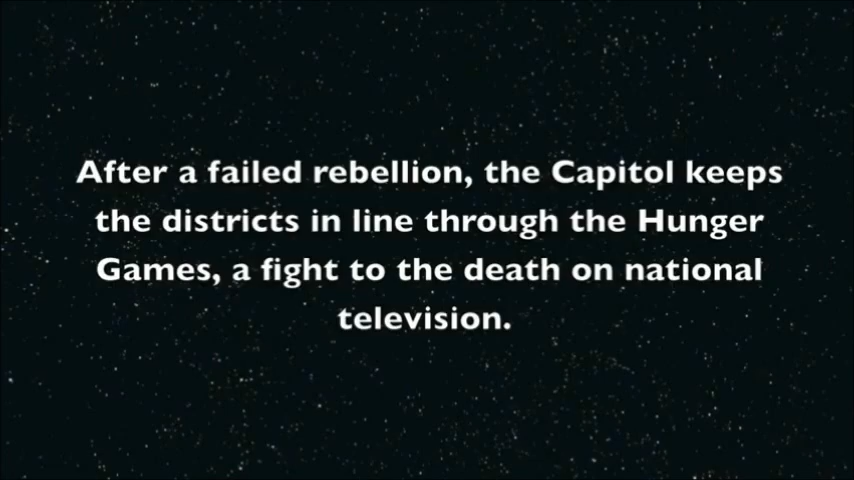 After a failed rebellion, the Capitol keeps
the districts in line through the Hunger
Games, a fight to the death on national
television.